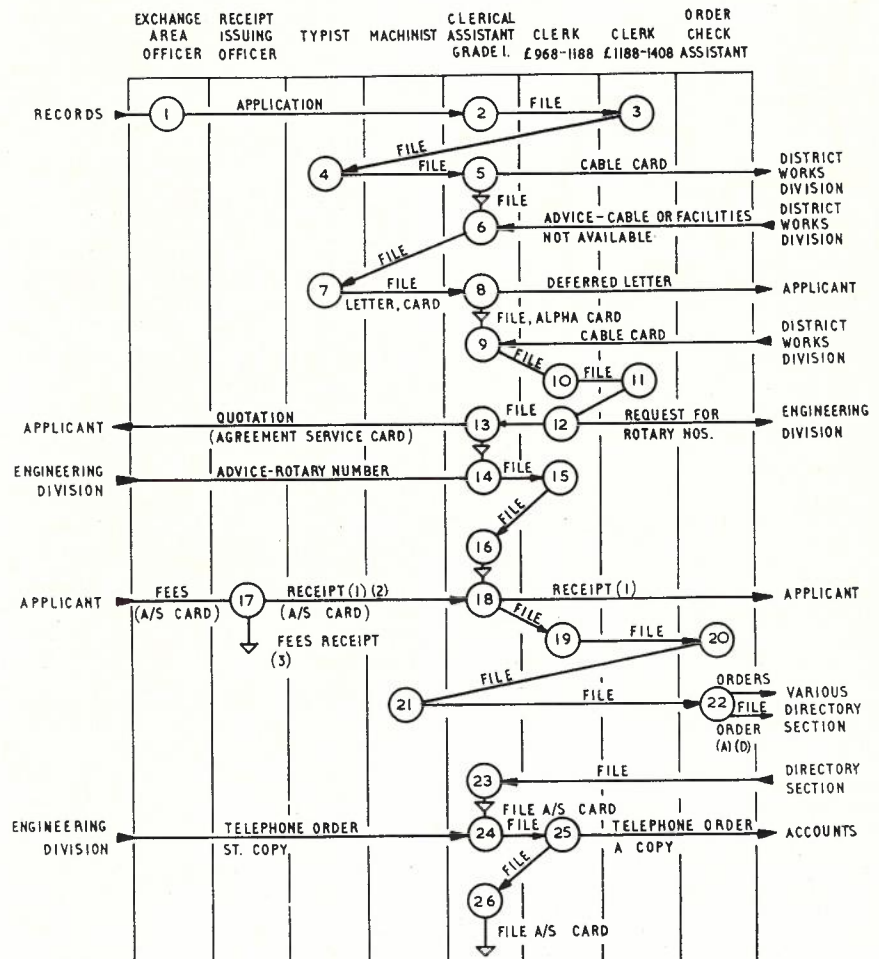 EXCHANGE AREA OFFICER
RECEIPT ISSUING OFFICER
TYPIST
MACHINIST
CLERICAL ASSISTANT GRADE I.
CLERK £968-1188
CLERK £1188-1408
ORDER CHECK ASSISTANT
RECORDS
1
APPLICATION
2
FILE
3
FILE
4
FILE
5
CABLE CARD
DISTRICT WORKS DIVISION
FILE
6
ADVICE-CABLE OR FACILITIES
NOT AVAILABLE
DISTRICT WORKS DIVISION
FILE
7
FILE
LETTER, CARD
8
DEFERRED LETTER
APPLICANT
FILE, ALPHA CARD
9
CABLE CARD
DISTRICT WORKS DIVISION
FILE
10
FILE
11
APPLICANT
QUOTATION
(AGREEMENT SERVICE CARD)
13
FILE
12
REQUEST FOR
ROTARY NOS.
ENGINEERING DIVISION
ENGINEERING DIVISION
ADVICE-ROTARY NUMBER
14
FILE
15
FILE
16
APPLICANT
FEES
(A/S CARD)
17
RECEIPT (1) (2)
(A/S CARD)
18
RECEIPT (1)
APPLICANT
FEES RECEIPT
(3)
FILE
19
FILE
20
FILE
21
FILE
22
ORDERS
FILE
ORDER
(A) (D)
VARIOUS
DIRECTORY
SECTION
23
FILE
DIRECTORY
SECTION
FILE A/S CARD
ENGINEERING DIVISION
TELEPHONE ORDER
ST. COPY
24
FILE
25
TELEPHONE ORDER
A COPY
ACCOUNTS
FILE
26
FILE A/S CARD